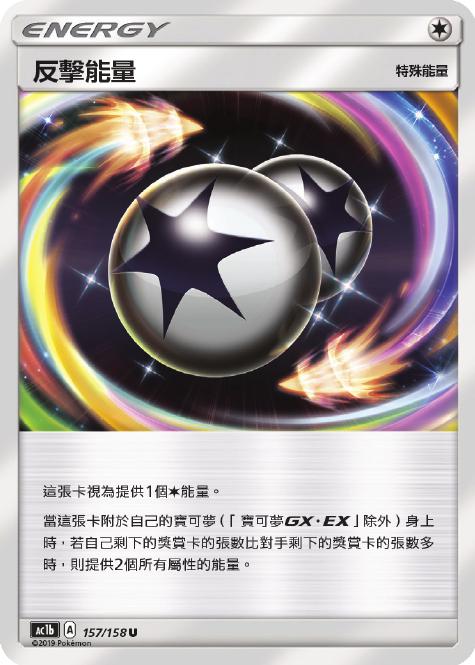 ENERGY
反擊能量
特殊能量
這張卡視為提供1個✶能量。
當這張卡附於自己的寶可夢(「寶可夢GX・EX」除外)身上
時,若自己剩下的獎賞卡的張數比對手剩下的獎賞卡的張數多
時,則提供2個所有屬性的能量。
AC1b A 157/158 U
©2019 Pokémon